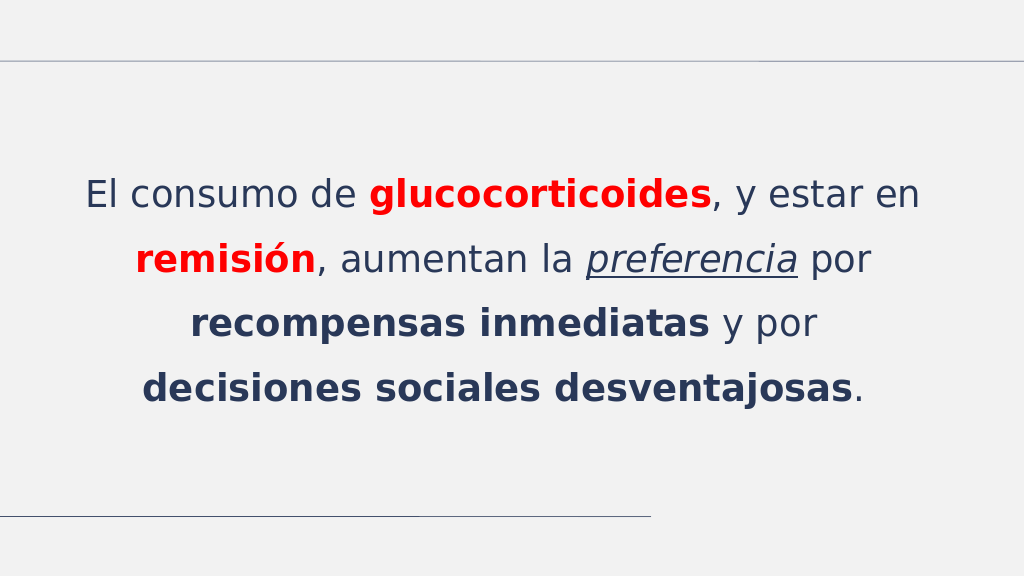 El consumo de glucocorticoides, y estar en
remisión, aumentan la preferencia por
recompensas inmediatas y por
decisiones sociales desventajosas.